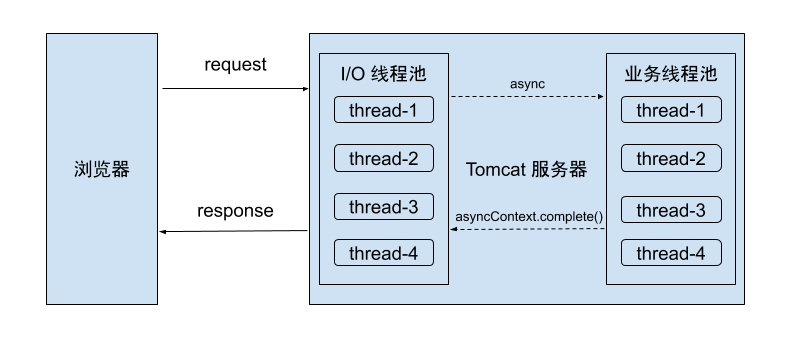 浏览器
request
response
I/O 线程池
thread-1
thread-2
thread-3
thread-4
async
Tomcat 服务器
asyncContext.complete()
业务线程池
thread-1
thread-2
thread-3
thread-4